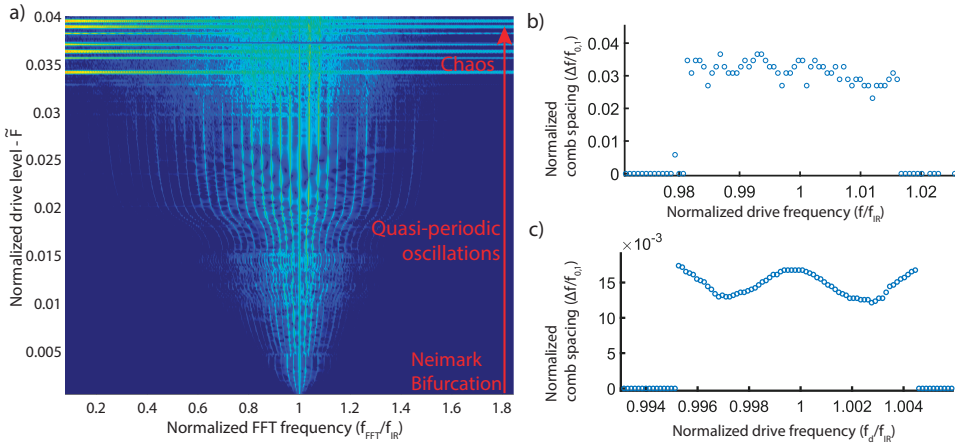 a)
Normalized drive level - F̃
0.04
0.035
0.03
0.025
0.02
0.015
0.01
0.005
Chaos
Quasi-periodic
oscillations
Neimark
Bifurcation
0.2 0.4 0.6 0.8 1 1.2 1.4 1.6 1.8
Normalized FFT frequency (f_FFT/f_IR)
b)
Normalized
comb spacing (Δf/f_0,1)
0.04
0.03
0.02
0.01
0
0.98 0.99 1 1.01 1.02
Normalized drive frequency (f/f_IR)
c)
×10⁻³
Normalized
comb spacing (Δf/f_0,1)
15
10
5
0
0.994 0.996 0.998 1 1.002 1.004
Normalized drive frequency (f_d/f_IR)